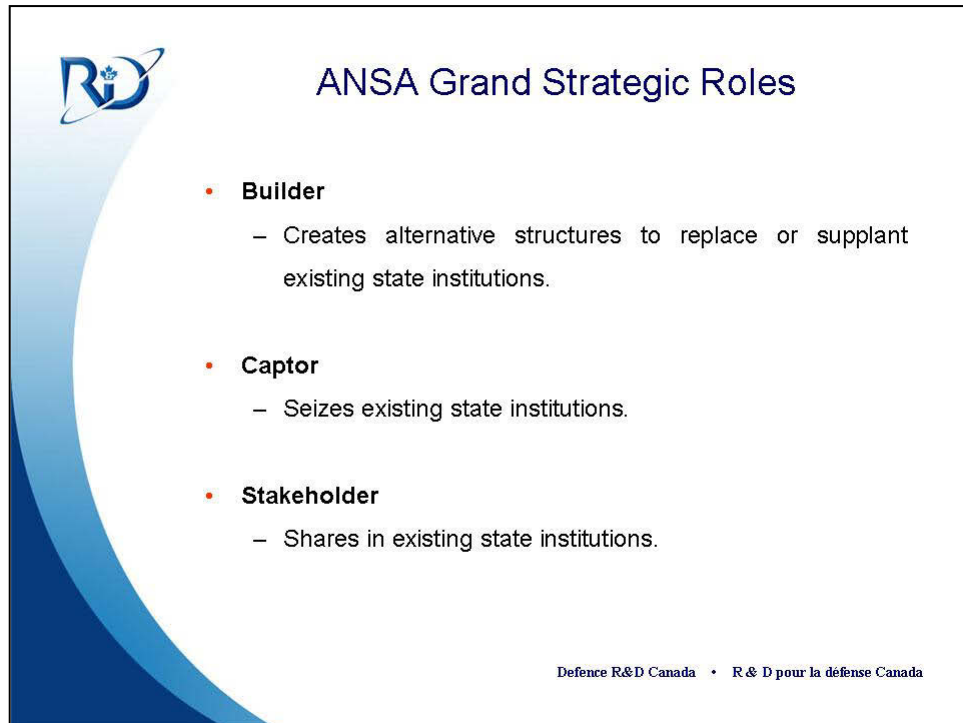 R&D
ANSA Grand Strategic Roles
• Builder
– Creates alternative structures to replace or supplant
existing state institutions.
• Captor
– Seizes existing state institutions.
• Stakeholder
– Shares in existing state institutions.
Defence R&D Canada • R & D pour la défense Canada